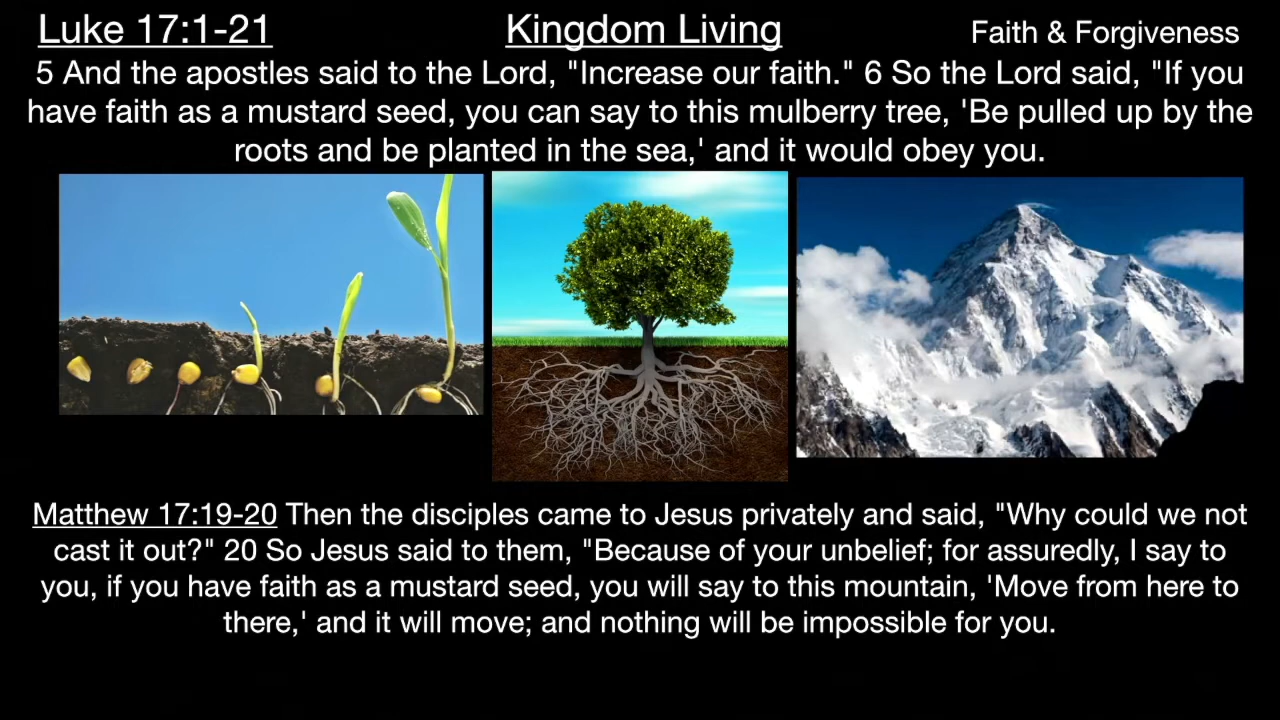 Luke 17:1-21 Kingdom Living Faith & Forgiveness
5 And the apostles said to the Lord, "Increase our faith." 6 So the Lord said, "If you
have faith as a mustard seed, you can say to this mulberry tree, 'Be pulled up by the
roots and be planted in the sea,' and it would obey you.
Matthew 17:19-20 Then the disciples came to Jesus privately and said, "Why could we not
cast it out?" 20 So Jesus said to them, "Because of your unbelief; for assuredly, I say to
you, if you have faith as a mustard seed, you will say to this mountain, 'Move from here to
there,' and it will move; and nothing will be impossible for you.